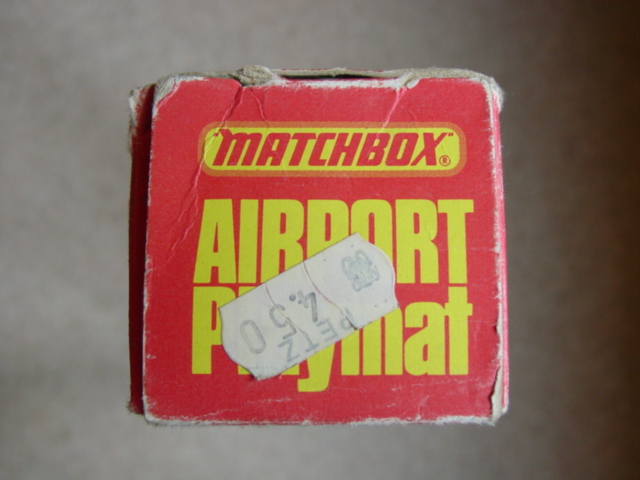 "MATCHBOX"®
AIRPORT
Playmat
PETZ
4.50